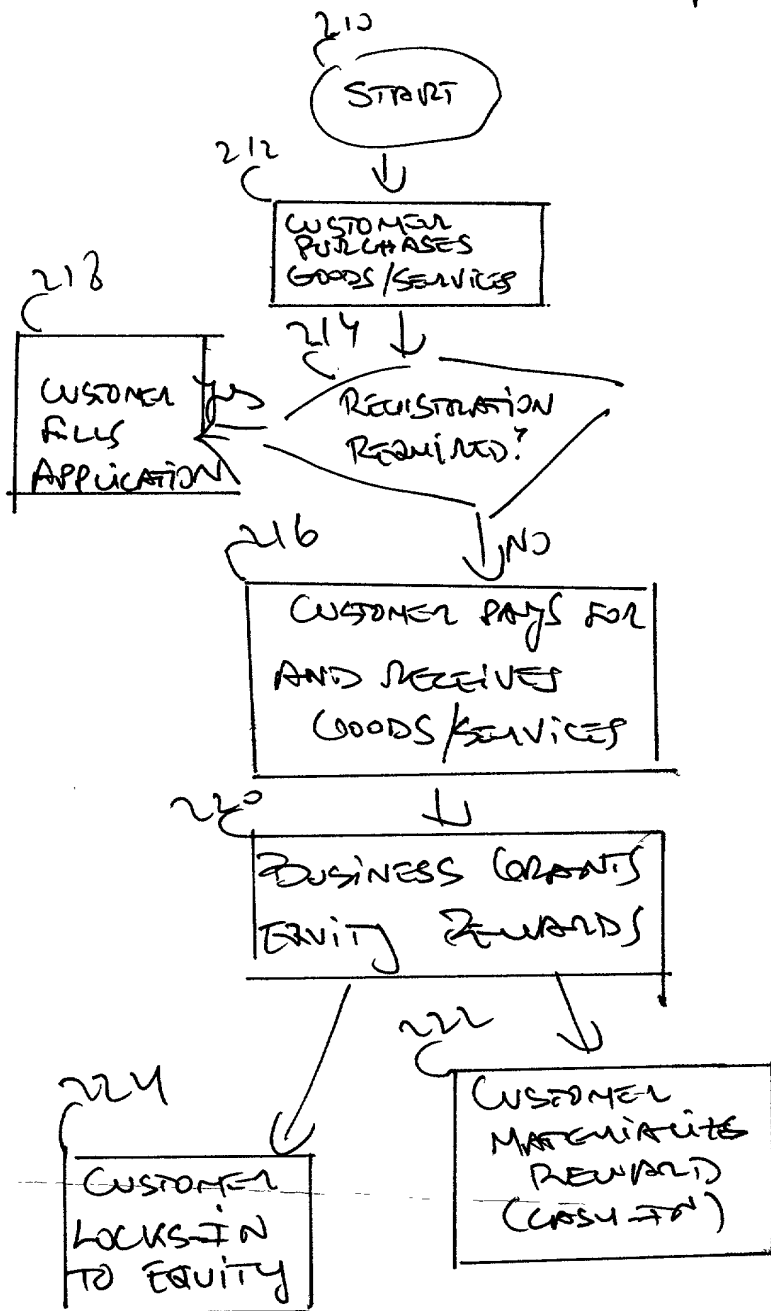 210
START
212
CUSTOMER
PURCHASES
GOODS/SERVICES
218
CUSTOMER
FILLS
APPLICATION
Yes
214
REGISTRATION
REQUIRED?
NO
216
CUSTOMER PAYS FOR
AND RECEIVES
GOODS/SERVICES
220
BUSINESS GRANTS
EQUITY REWARDS
224
CUSTOMER
LOCKS-IN
TO EQUITY
222
CUSTOMER
MATERIALIZES
REWARD
(CASH-IN)